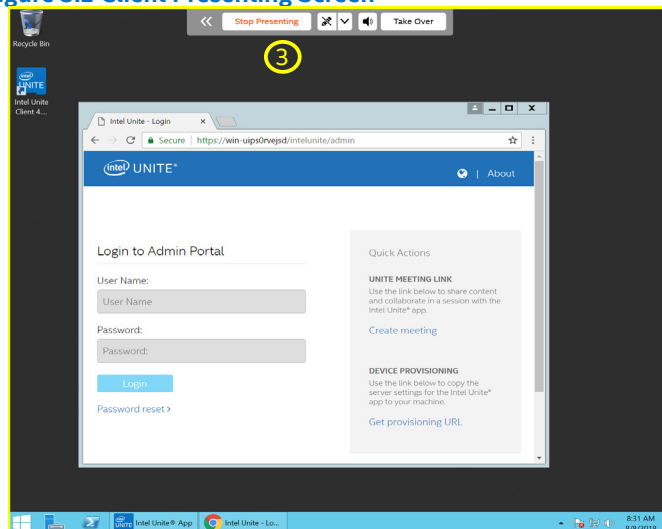 Figure 3.2 Client Presenting Screen
Stop Presenting
Take Over
3
Recycle Bin
intel
UNITE
Intel Unite
Client 4....
Intel Unite - Login
Secure | https://win-uips0rvejsd/intelunite/admin
intel UNITE®
| About
Login to Admin Portal
User Name:
User Name
Password:
Password:
Login
Password reset >
Quick Actions
UNITE MEETING LINK
Use the link below to share content
and collaborate in a session with the
Intel Unite® app.
Create meeting
DEVICE PROVISIONING
Use the link below to copy the
server settings for the Intel Unite®
app to your machine.
Get provisioning URL
Intel Unite® App
Intel Unite - Lo...
8:31 AM